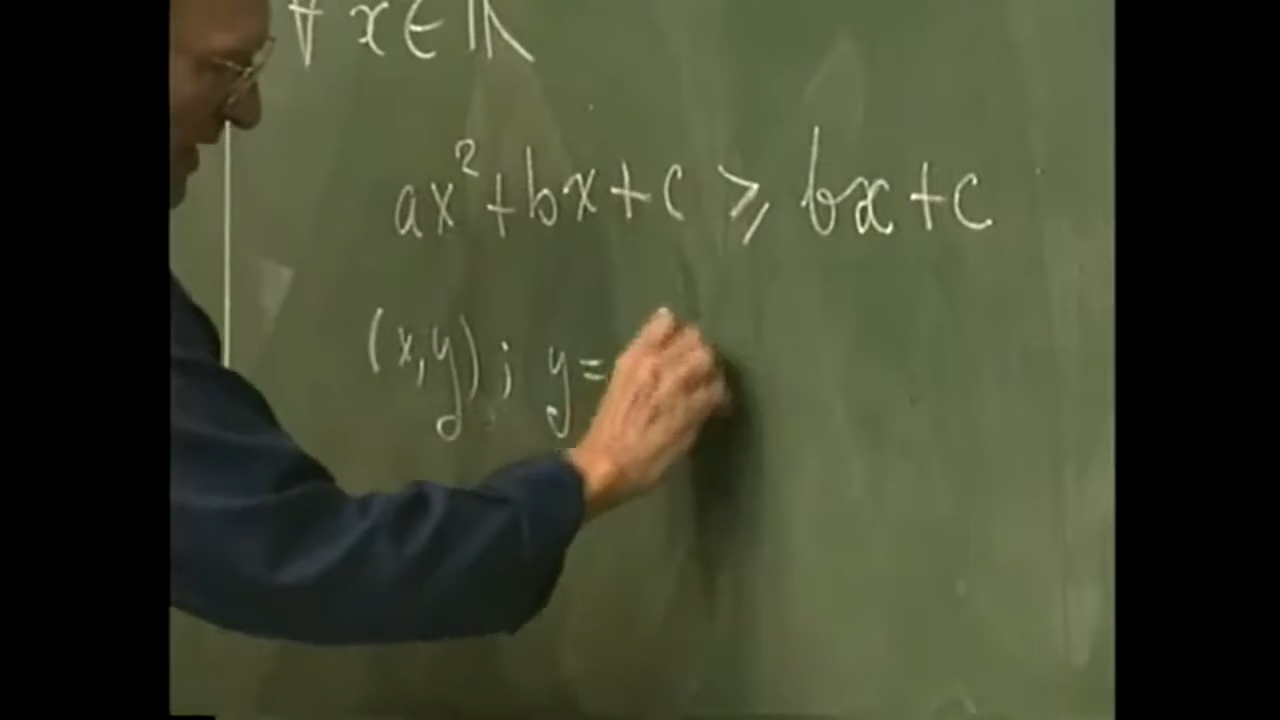 ∀ x ∈ ℝ
ax² + bx + c ⩾ bx + c
(x,y) ; y =